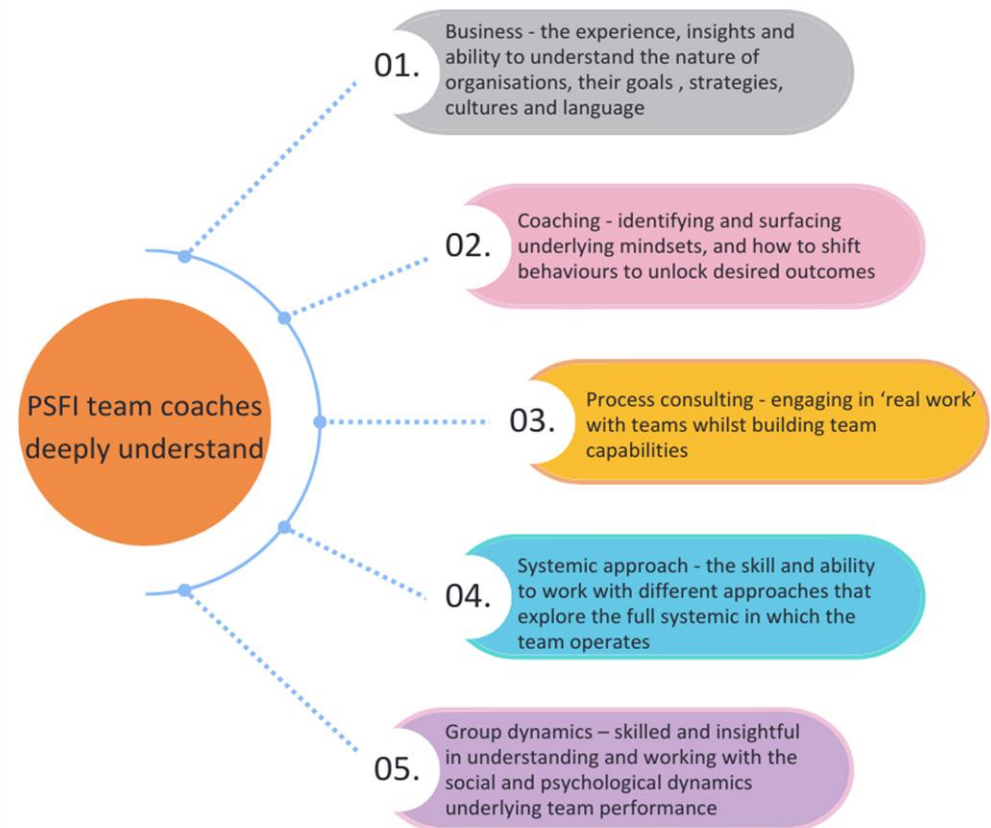 PSFI team coaches
deeply understand
01.
Business - the experience, insights and
ability to understand the nature of
organisations, their goals , strategies,
cultures and language
02.
Coaching - identifying and surfacing
underlying mindsets, and how to shift
behaviours to unlock desired outcomes
03.
Process consulting - engaging in ‘real work’
with teams whilst building team
capabilities
04.
Systemic approach - the skill and ability
to work with different approaches that
explore the full systemic in which the
team operates
05.
Group dynamics – skilled and insightful
in understanding and working with the
social and psychological dynamics
underlying team performance